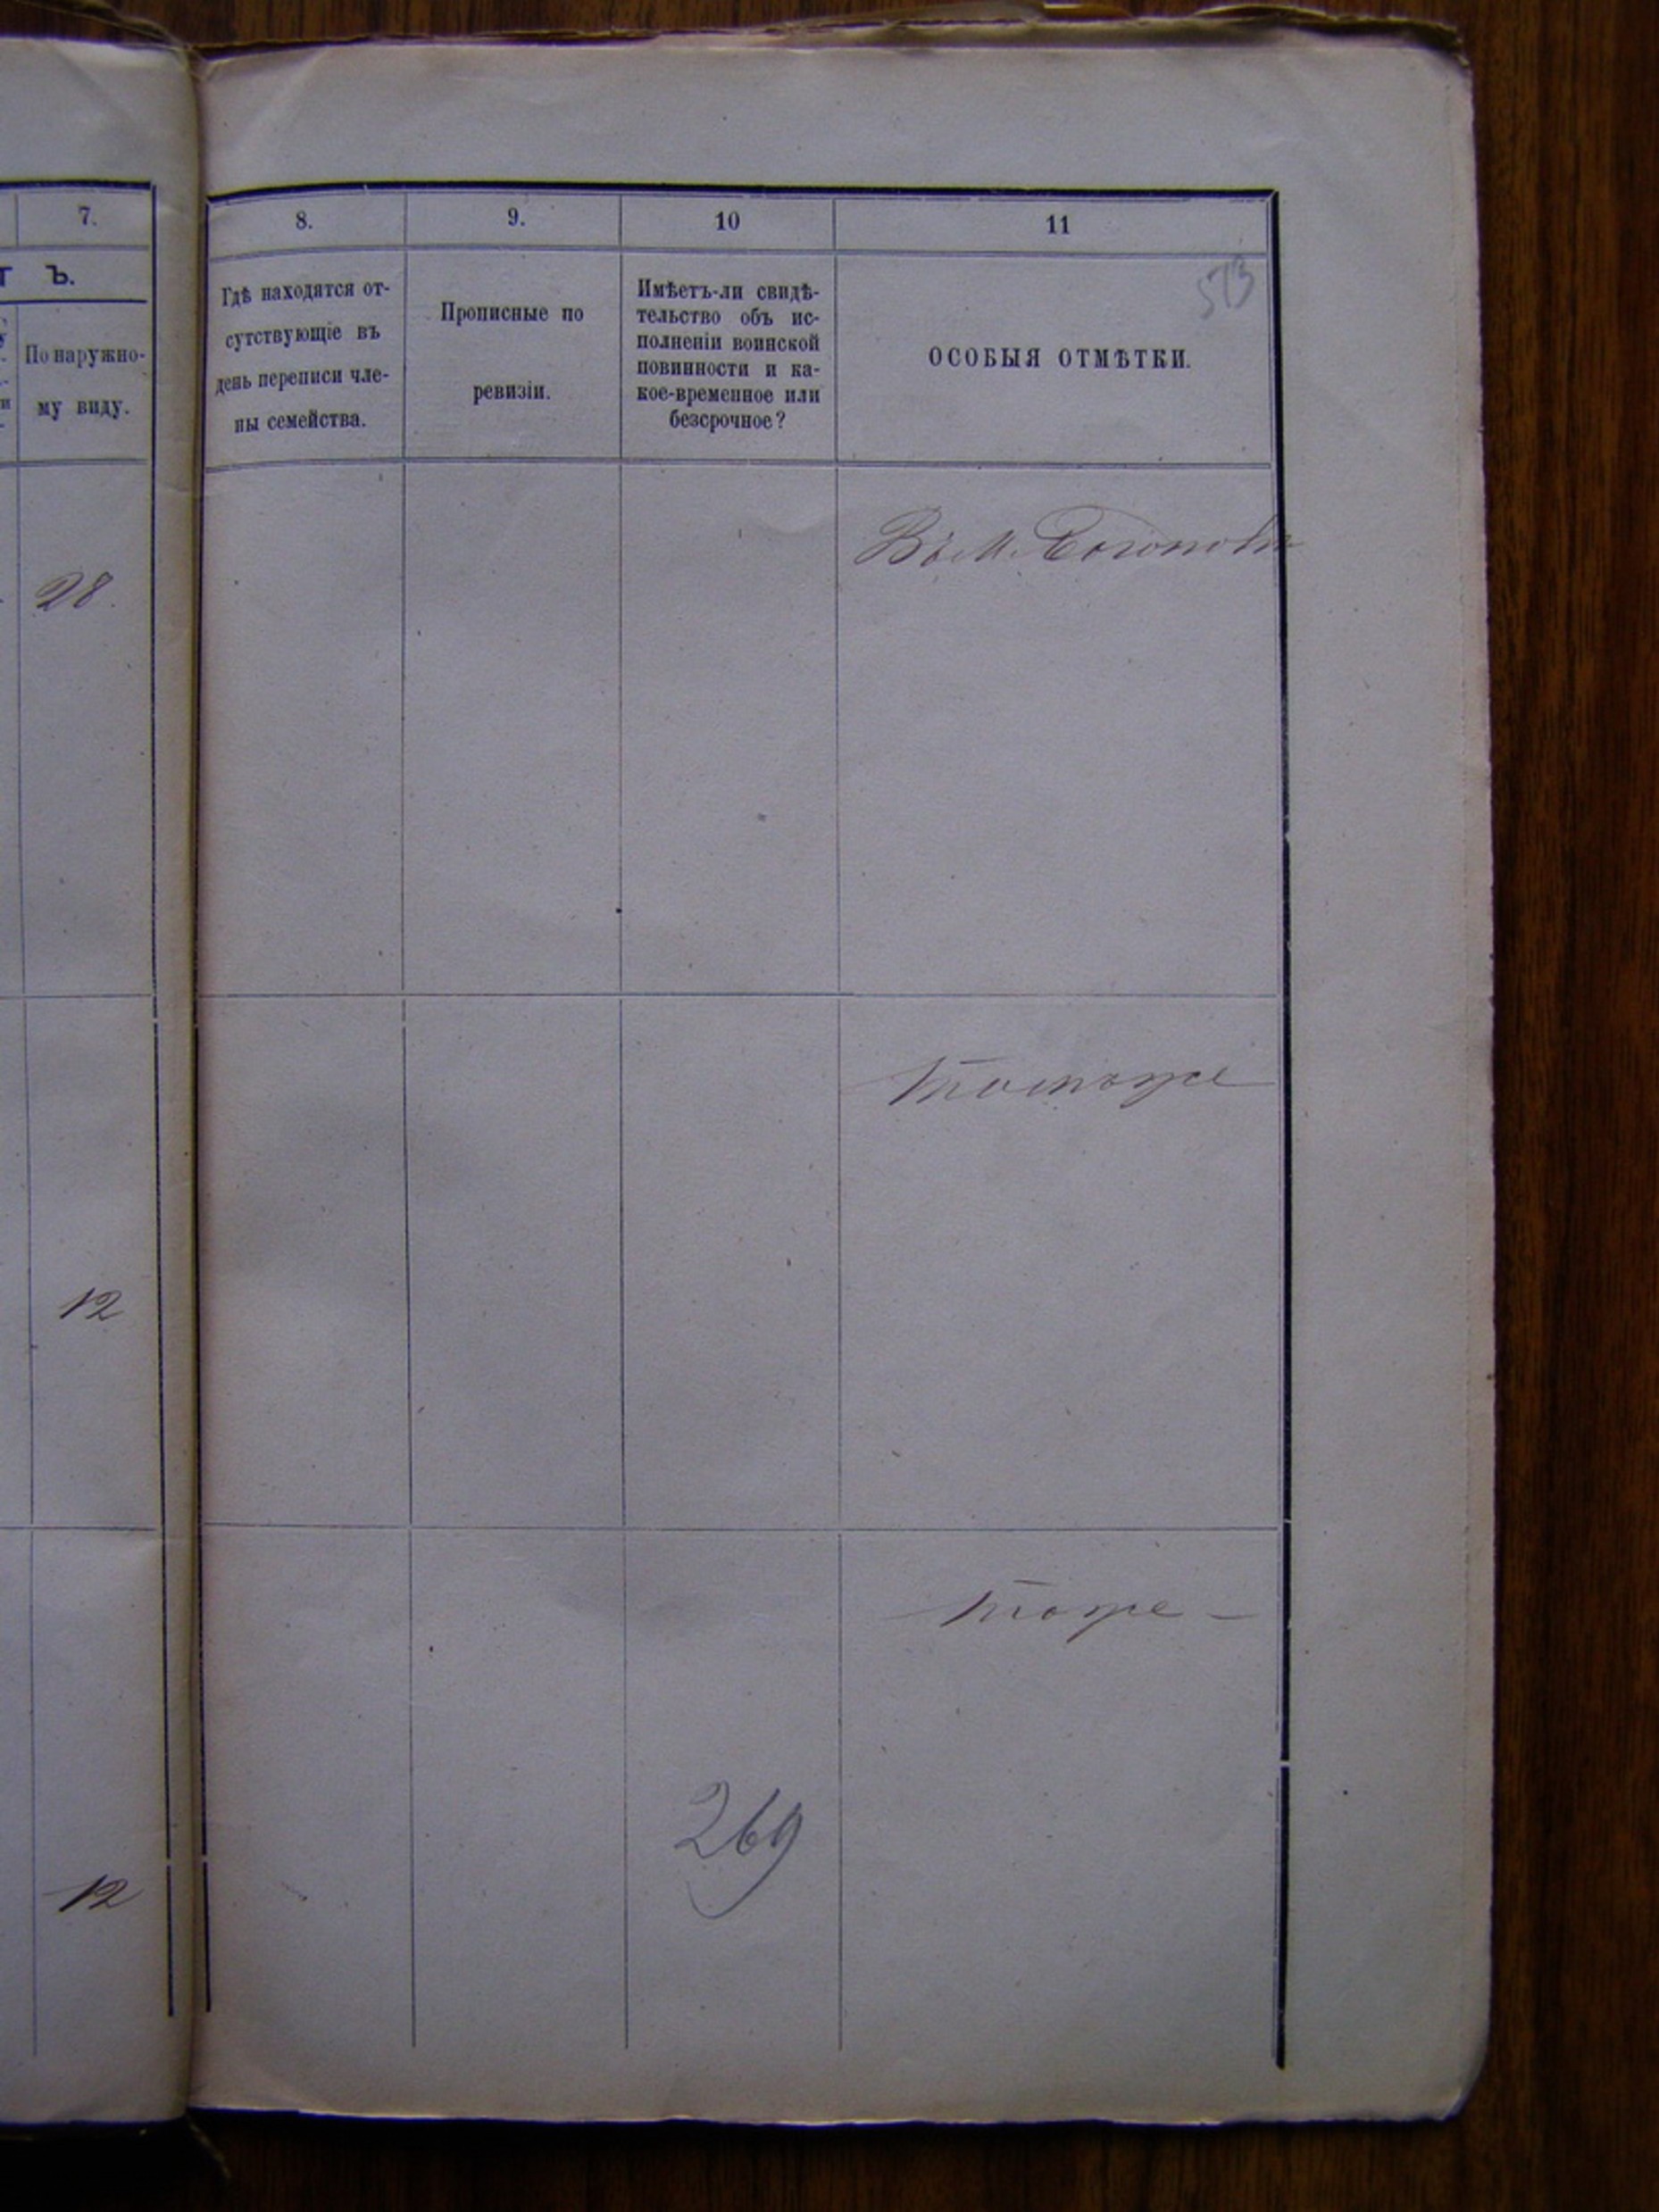 7.
8.
9.
10
11
Т Ъ.
По наружно-
му виду.
Гдѣ находятся от-
сутствующіе въ
день переписи чле-
ны семейства.
Прописные по
ревизіи.
Имѣетъ-ли свидѣ-
тельство объ ис-
полненіи воинской
повинности и ка-
кое-временное или
безсрочное?
ОСОБЫЯ ОТМѢТКИ.
573
28.
Въ М.
12
тоже
12
269